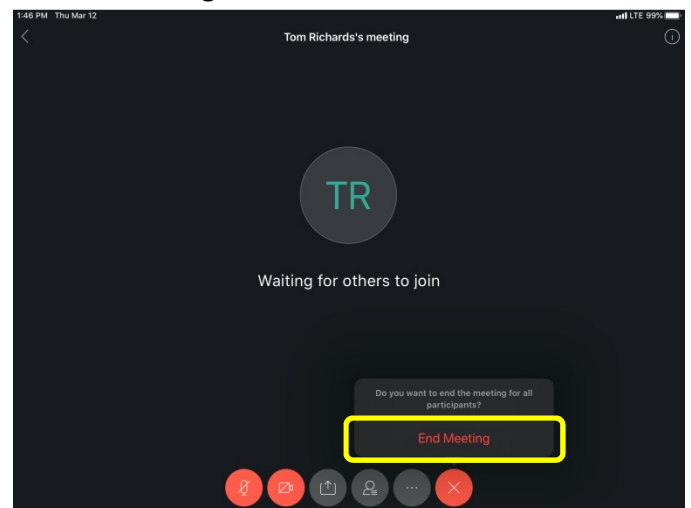 1:46 PM Thu Mar 12
LTE 99%
Tom Richards's meeting
TR
Waiting for others to join
Do you want to end the meeting for all
participants?
End Meeting